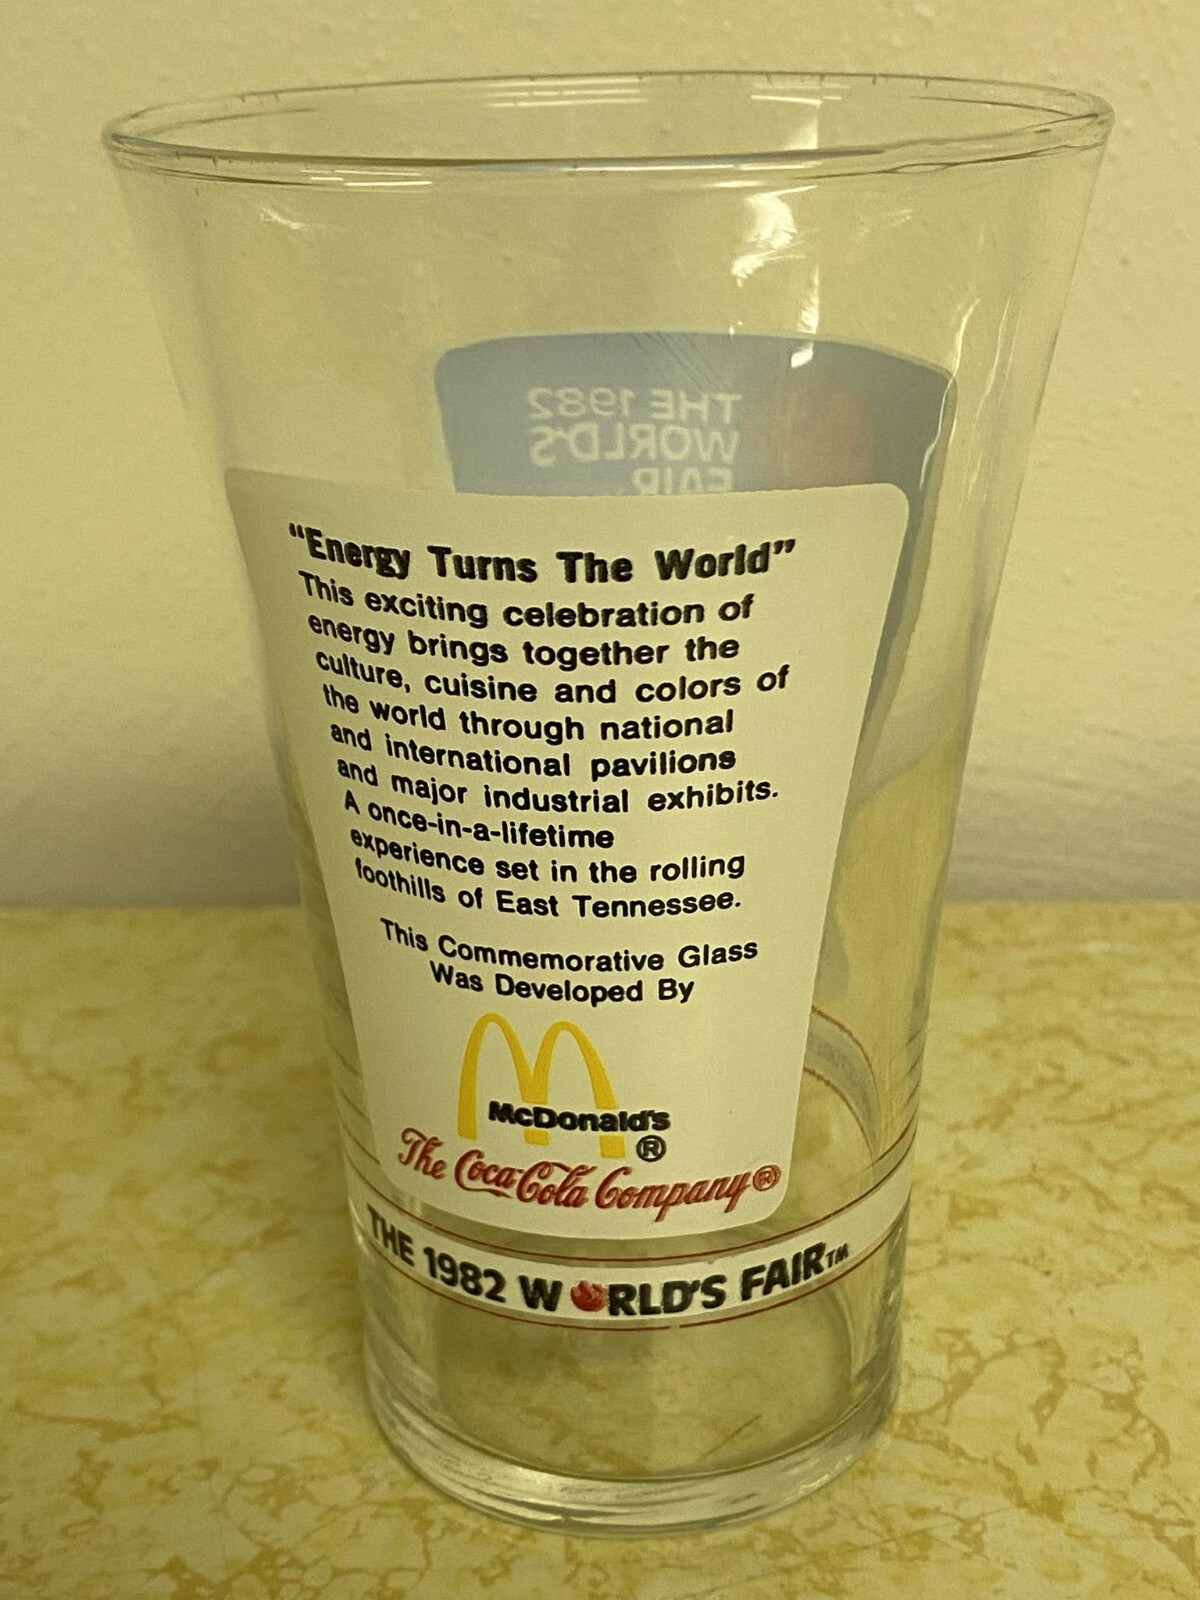 THE 1982
WORLD'S
FAIR
"Energy Turns The World"
This exciting celebration of
energy brings together the
culture, cuisine and colors of
the world through national
and international pavilions
and major industrial exhibits.
A once-in-a-lifetime
experience set in the rolling
foothills of East Tennessee.
This Commemorative Glass
Was Developed By
McDonald's
®
The Coca-Cola Company®
THE 1982 WORLD'S FAIR™